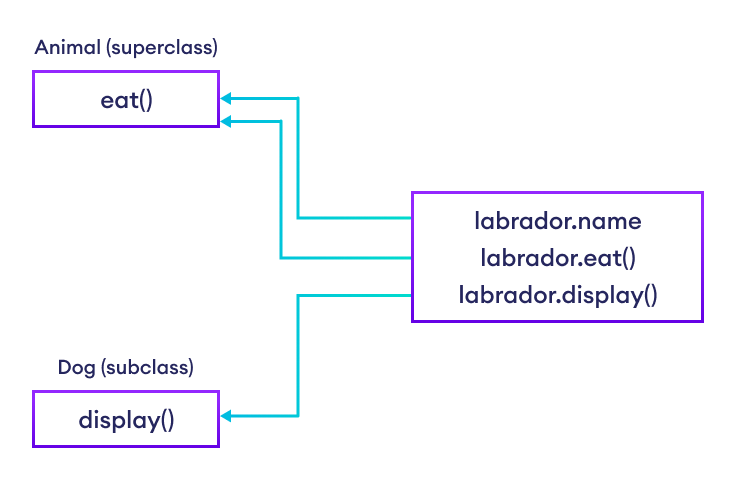 Animal (superclass)
eat()
labrador.name
labrador.eat()
labrador.display()
Dog (subclass)
display()